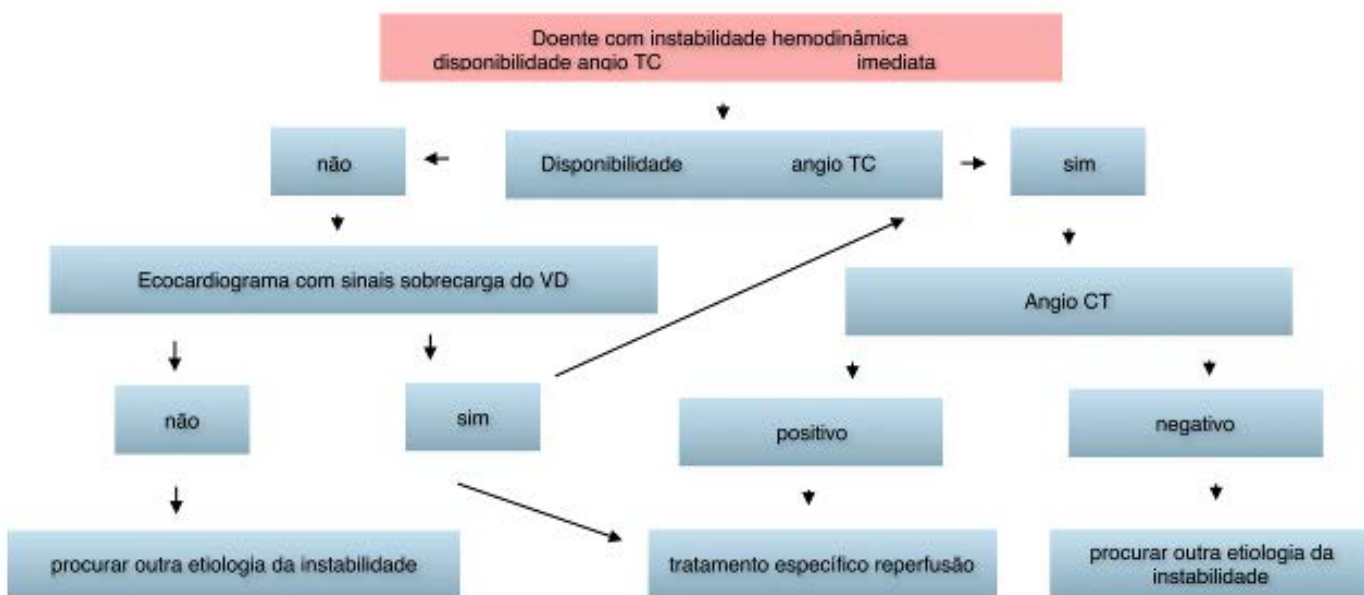 Doente com instabilidade hemodinâmica
disponibilidade angio TC imediata
não
Disponibilidade angio TC
sim
Ecocardiograma com sinais sobrecarga do VD
Angio CT
não
sim
positivo
negativo
procurar outra etiologia da instabilidade
tratamento específico reperfusão
procurar outra etiologia da
instabilidade